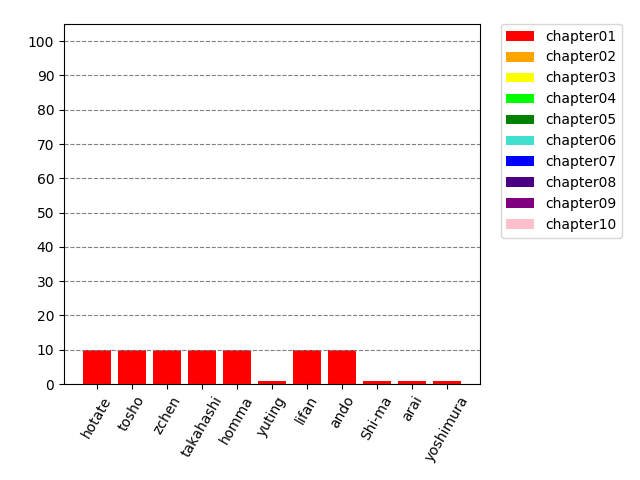 100
90
80
70
60
50
40
30
20
10
0
hotate
tosho
zchen
takahashi
homma
yuting
lifan
ando
Shi-ma
arai
yoshimura
chapter01
chapter02
chapter03
chapter04
chapter05
chapter06
chapter07
chapter08
chapter09
chapter10